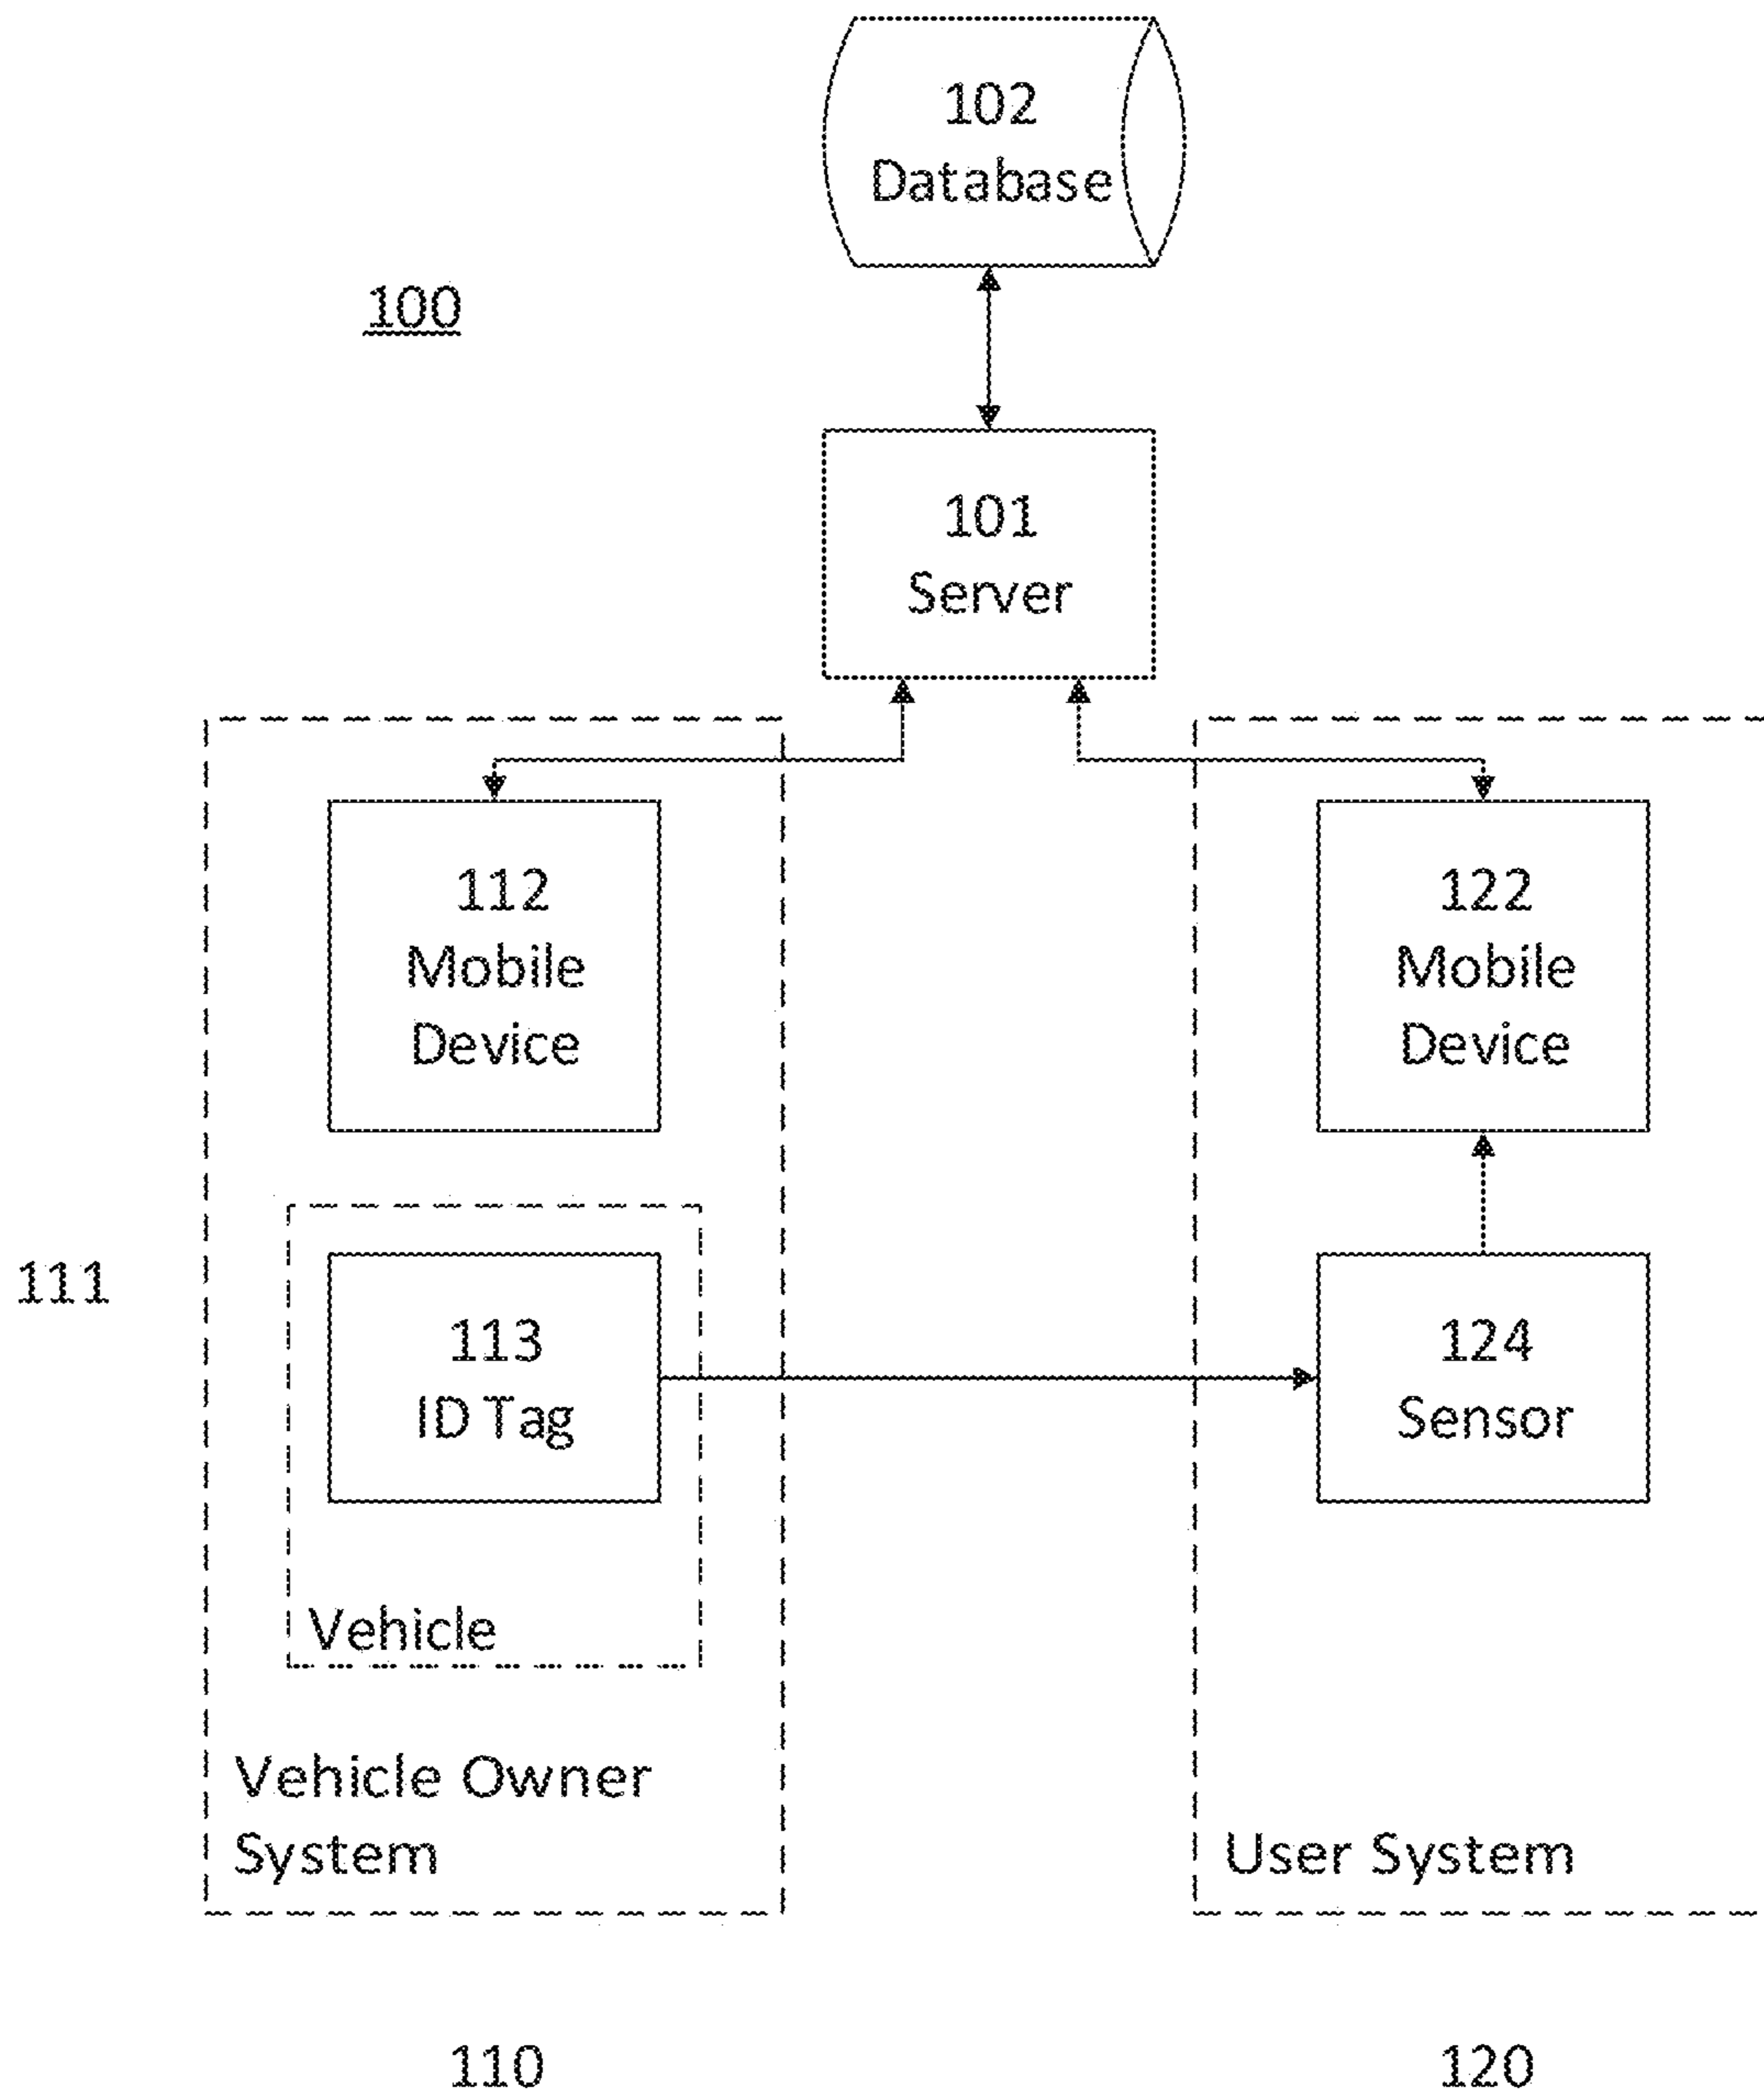 102
Database
100
101
Server
112
Mobile
Device
122
Mobile
Device
111
113
ID Tag
124
Sensor
Vehicle
Vehicle Owner
System
User System
110
120